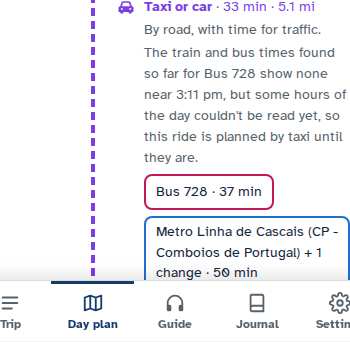 Taxi or car · 33 min · 5.1 mi
By road, with time for traffic.
The train and bus times found
so far for Bus 728 show none
near 3:11 pm, but some hours of
the day couldn't be read yet, so
this ride is planned by taxi until
they are.
Bus 728 · 37 min
Metro Linha de Cascais (CP -
Comboios de Portugal) + 1
change · 50 min
Trip
Day plan
Guide
Journal
Settin